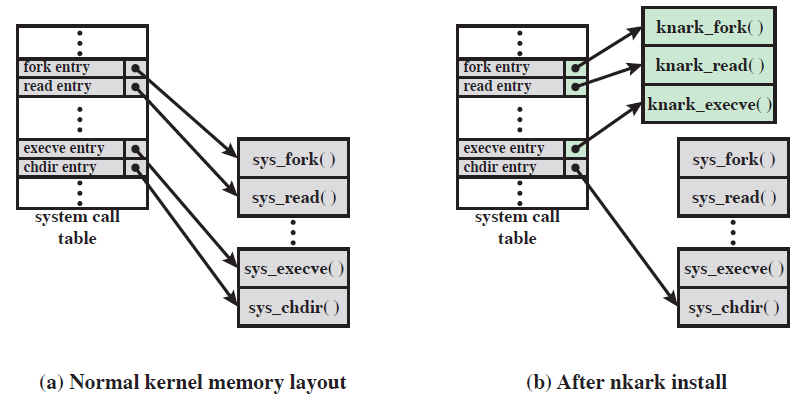 fork entry
read entry
execve entry
chdir entry
system call
table
sys_fork( )
sys_read( )
sys_execve( )
sys_chdir( )
(a) Normal kernel memory layout
fork entry
read entry
execve entry
chdir entry
system call
table
knark_fork( )
knark_read( )
knark_execve( )
sys_fork( )
sys_read( )
sys_execve( )
sys_chdir( )
(b) After nkark install